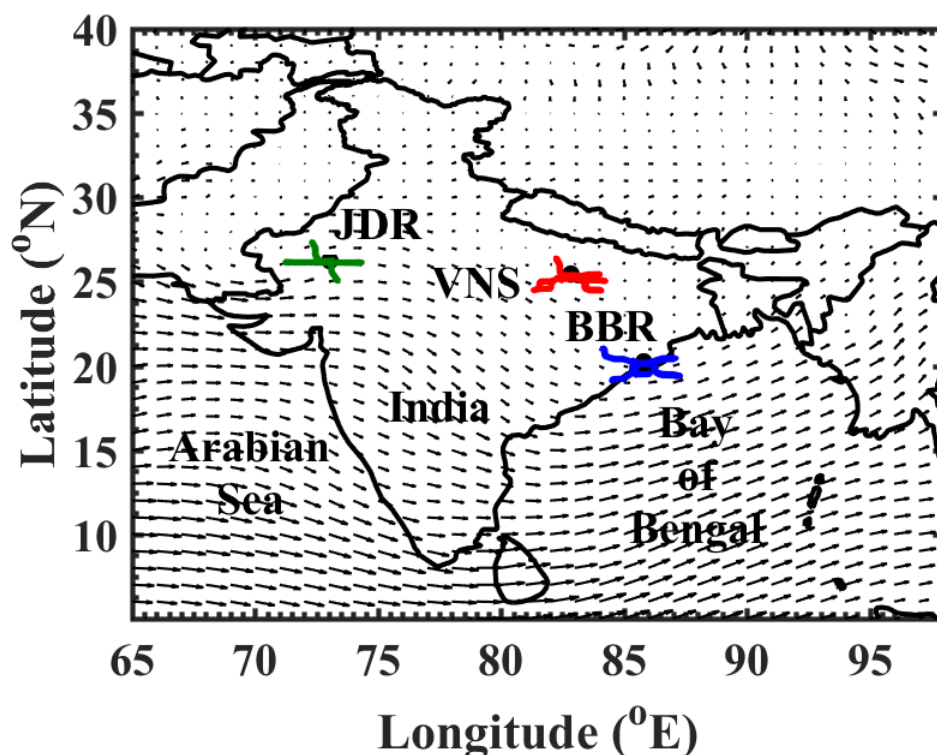 40
35
30
25
20
15
10
Latitude (°N)
JDR
VNS
BBR
India
Arabian
Sea
Bay
of
Bengal
65 70 75 80 85 90 95
Longitude (°E)